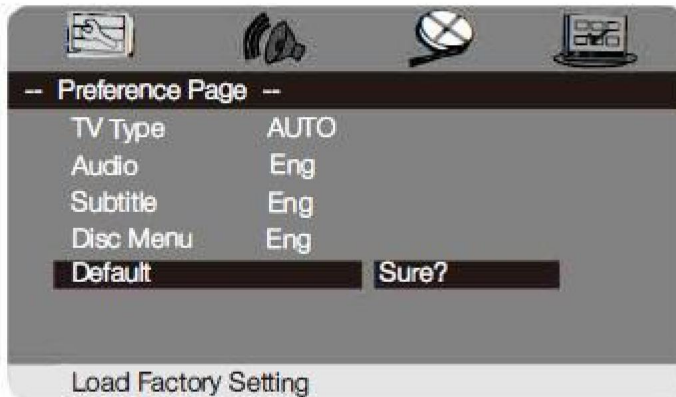 -- Preference Page --
TV Type AUTO
Audio Eng
Subtitle Eng
Disc Menu Eng
Default Sure?
Load Factory Setting